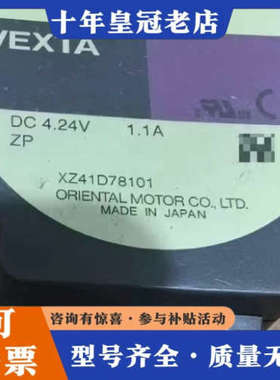 十年皇冠老店
VEXTA
DC 4.24V 1.1A
ZP
XZ41D78101
ORIENTAL MOTOR CO., LTD.
MADE IN JAPAN
咨询有惊喜·参与补贴活动
型号齐全·质量保证
票